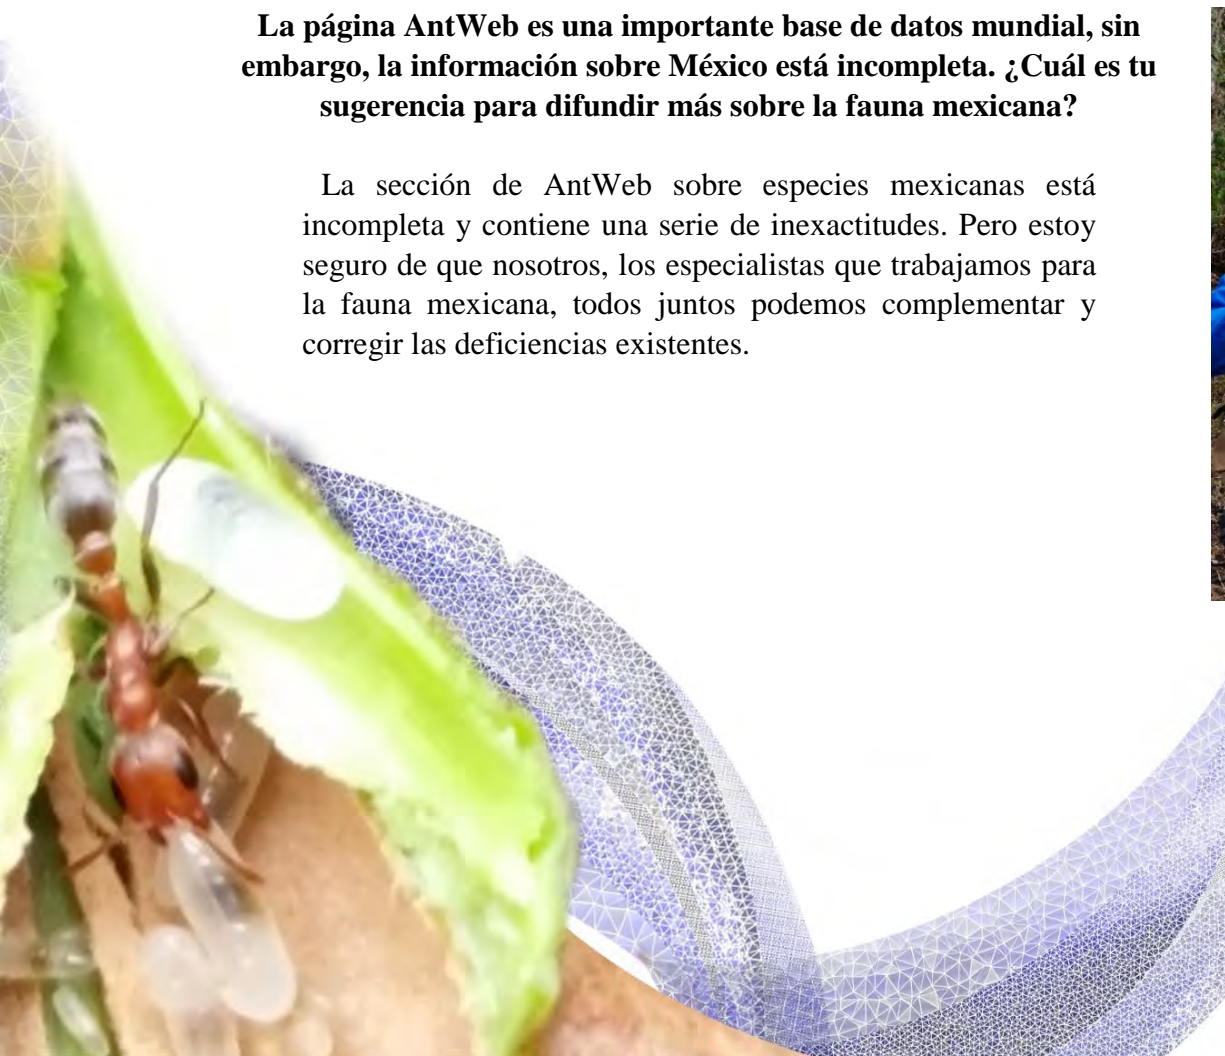 La página AntWeb es una importante base de datos mundial, sin
embargo, la información sobre México está incompleta. ¿Cuál es tu
sugerencia para difundir más sobre la fauna mexicana?
La sección de AntWeb sobre especies mexicanas está
incompleta y contiene una serie de inexactitudes. Pero estoy
seguro de que nosotros, los especialistas que trabajamos para
la fauna mexicana, todos juntos podemos complementar y
corregir las deficiencias existentes.